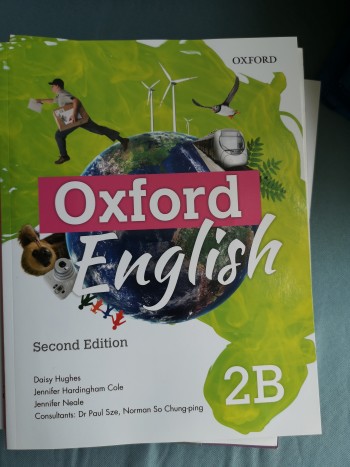 OXFORD
Oxford
English
Second Edition
Daisy Hughes
Jennifer Hardingham Cole
Jennifer Neale
Consultants: Dr Paul Sze, Norman So Chung-ping
2B